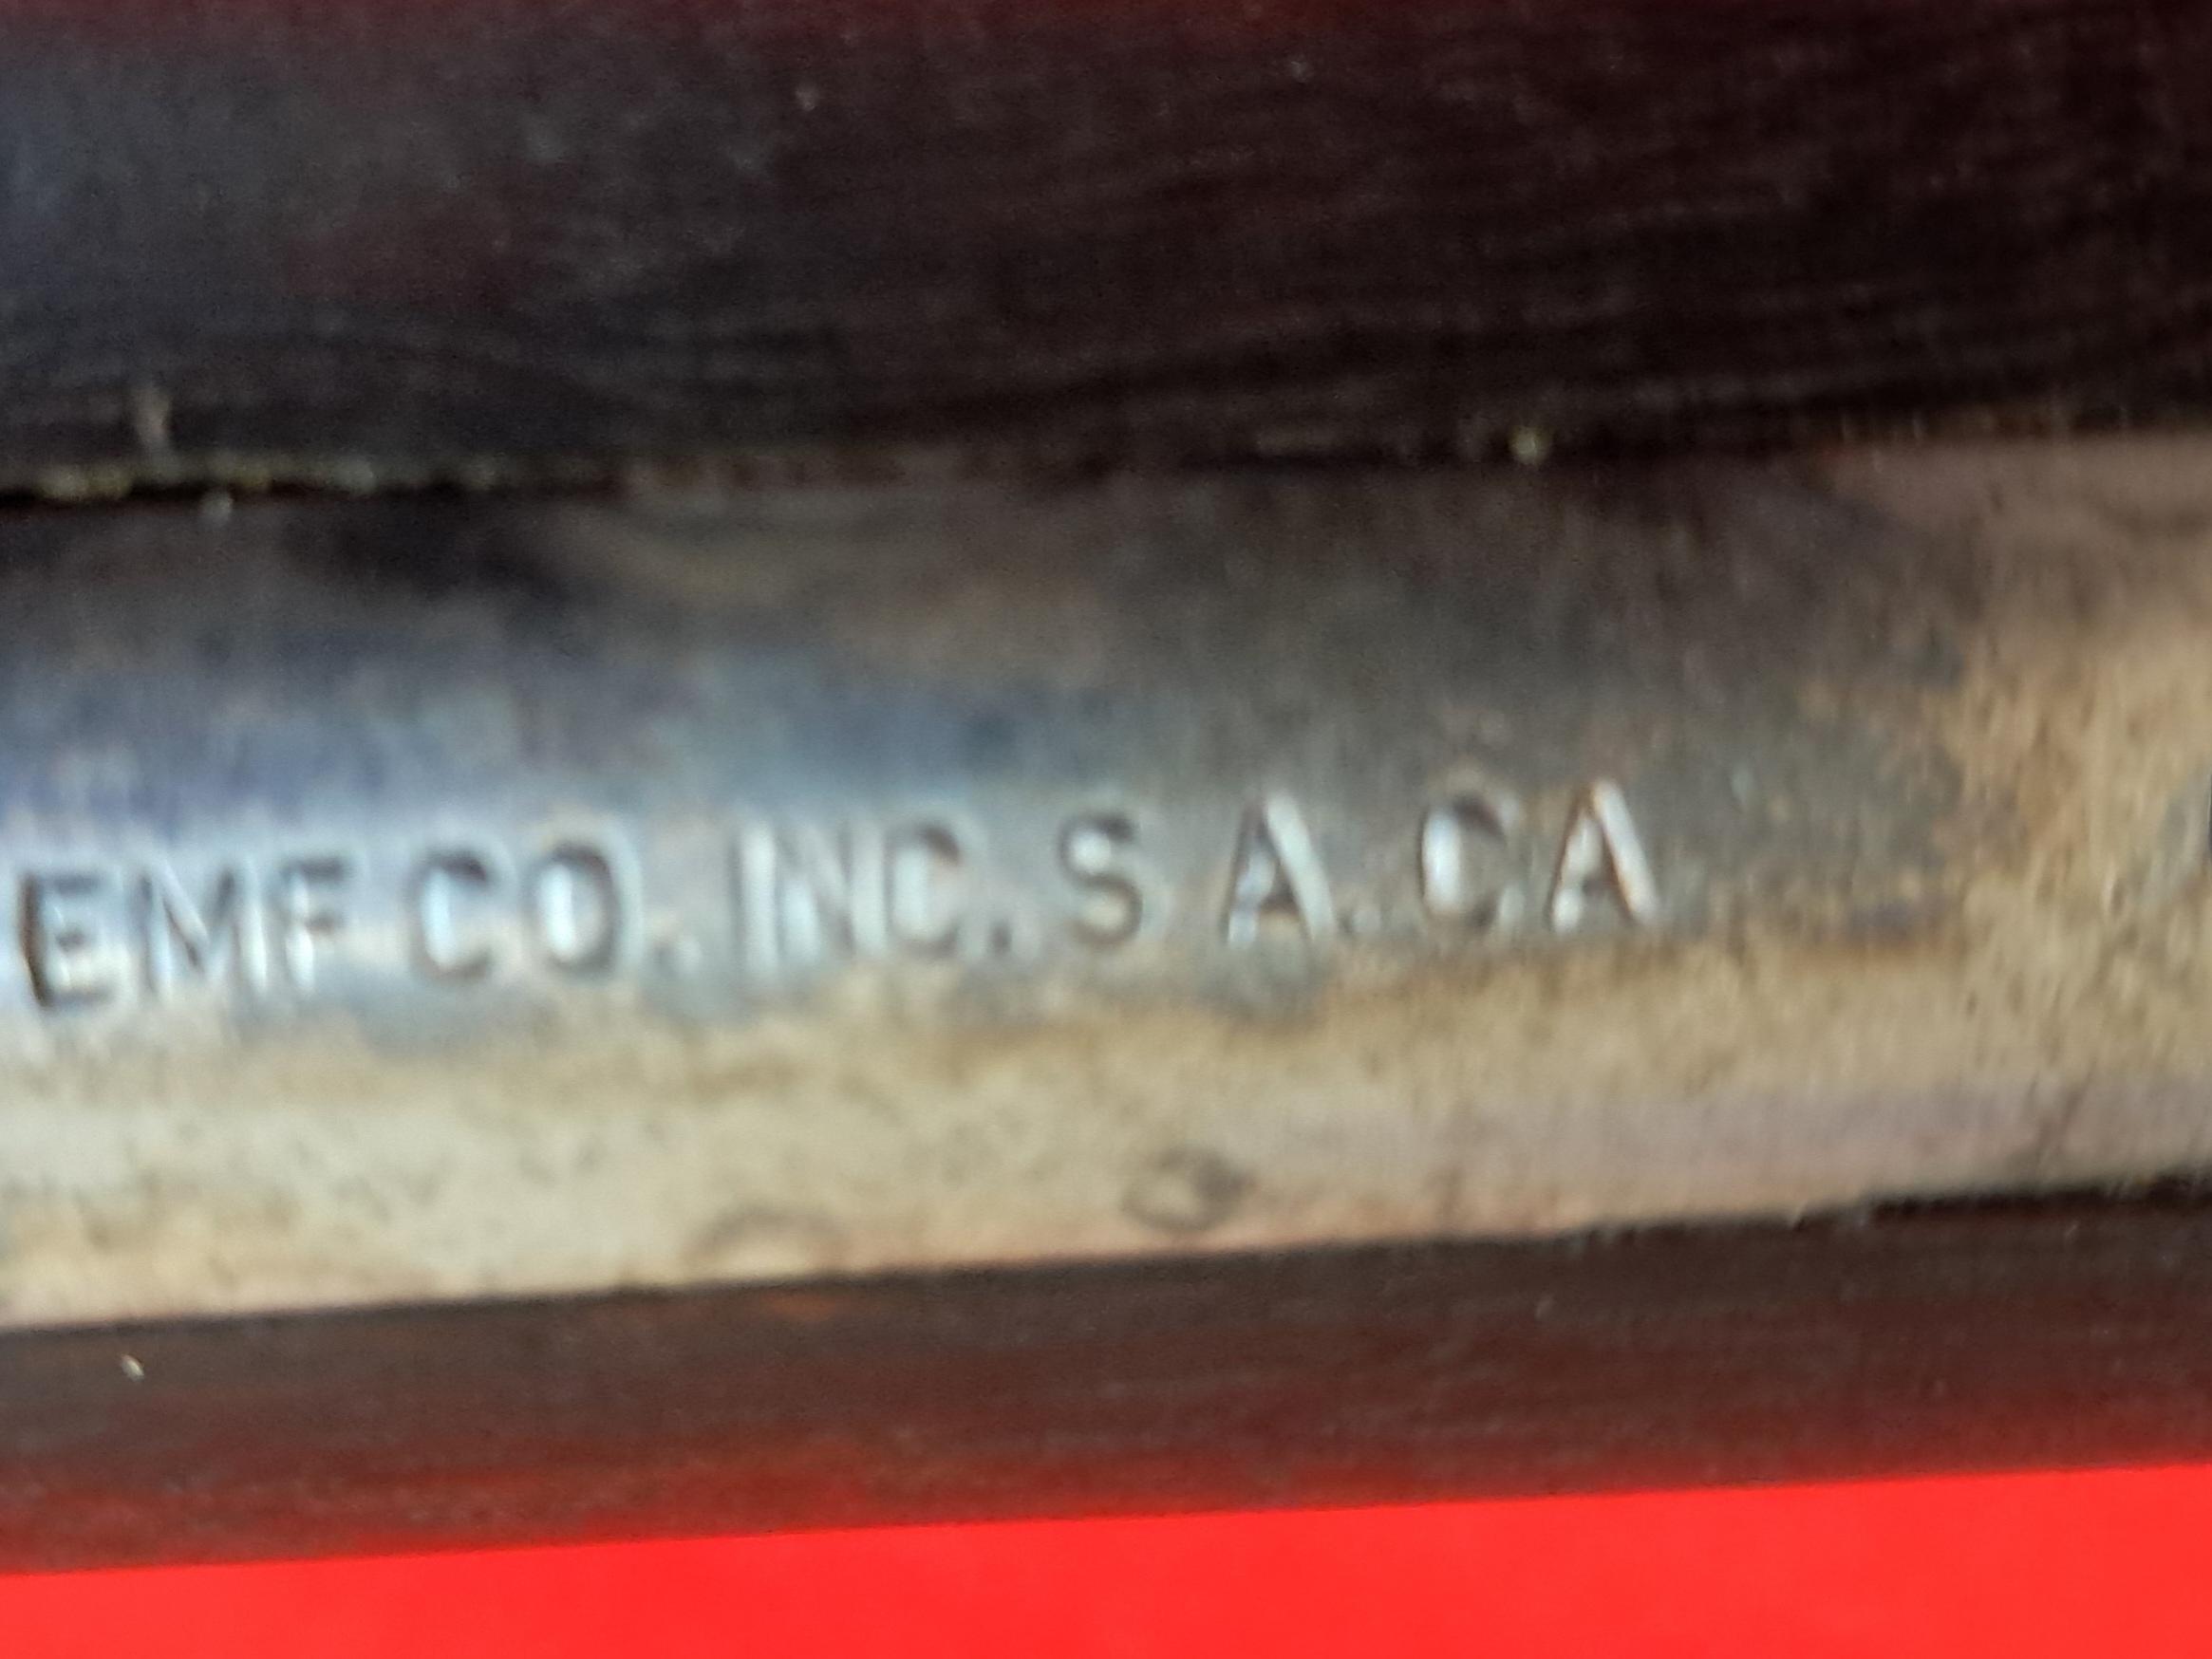 EMF CO. INC. S A. CA